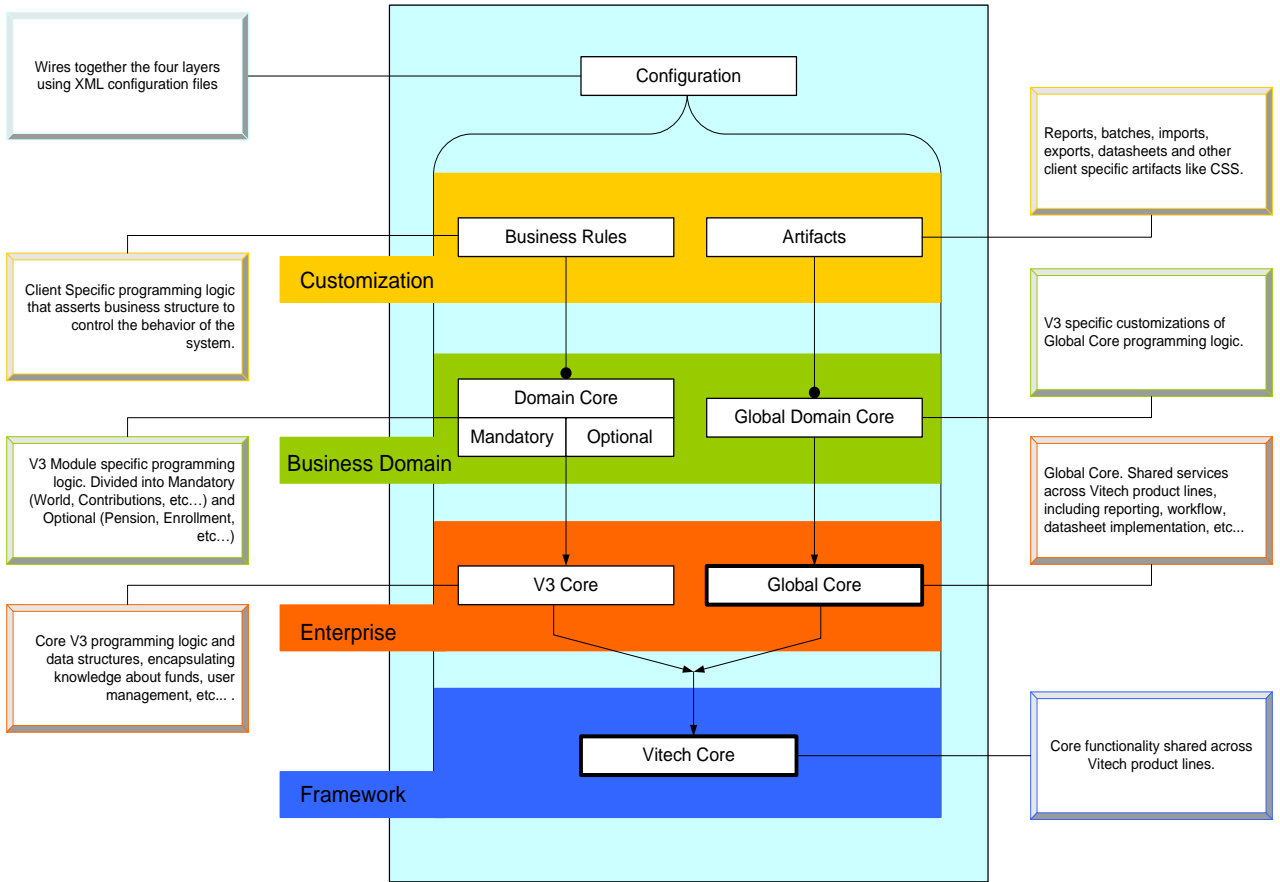 Wires together the four layers
using XML configuration files
Configuration
Reports, batches, imports,
exports, datasheets and other
client specific artifacts like CSS.
Business Rules
Artifacts
Customization
Client Specific programming logic
that asserts business structure to
control the behavior of the
system.
V3 specific customizations of
Global Core programming logic.
Domain Core
Mandatory
Optional
Global Domain Core
Business Domain
V3 Module specific programming
logic. Divided into Mandatory
(World, Contributions, etc…) and
Optional (Pension, Enrollment,
etc…)
Global Core. Shared services
across Vitech product lines,
including reporting, workflow,
datasheet implementation, etc...
V3 Core
Global Core
Enterprise
Core V3 programming logic and
data structures, encapsulating
knowledge about funds, user
management, etc... .
Vitech Core
Framework
Core functionality shared across
Vitech product lines.